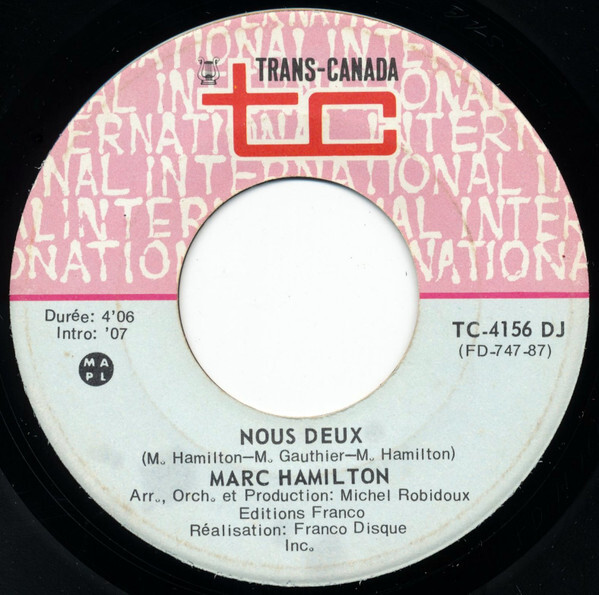 TRANS-CANADA
tc
INTERNATIONAL INTERNATIONAL
Durée: 4'06
Intro: '07
MA
PL
TC-4156 DJ
(FD-747-87)
NOUS DEUX
(M. Hamilton-M. Gauthier-M. Hamilton)
MARC HAMILTON
Arr., Orch. et Production: Michel Robidoux
Editions Franco
Réalisation: Franco Disque
Inc.